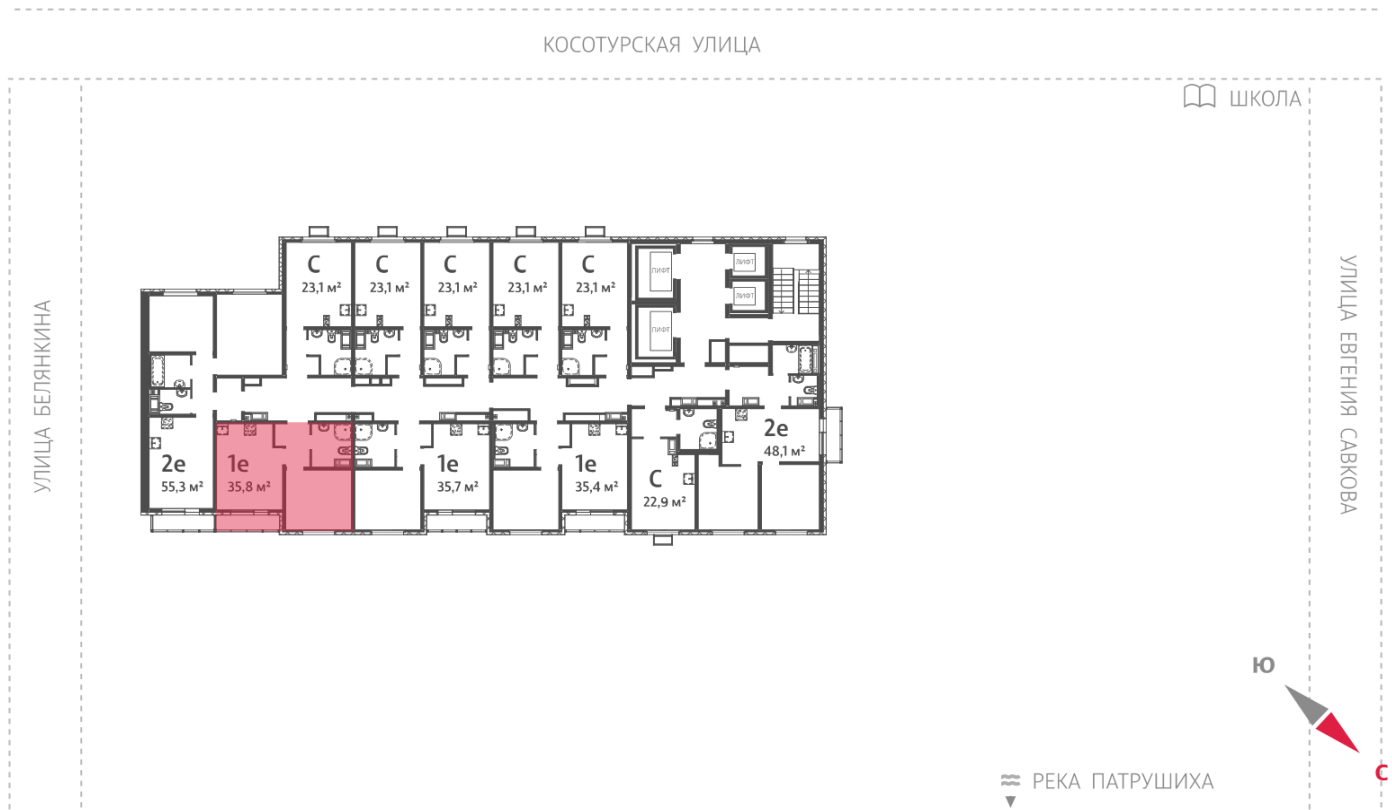 КОСОТУРСКАЯ УЛИЦА
ШКОЛА
УЛИЦА БЕЛЯНКИНА
УЛИЦА ЕВГЕНИЯ САВКОВА
С
23,1 м²
С
23,1 м²
С
23,1 м²
С
23,1 м²
С
23,1 м²
ЛИФТ
ЛИФТ
ЛИФТ
ЛИФТ
2е
55,3 м²
1е
35,8 м²
1е
35,7 м²
1е
35,4 м²
С
22,9 м²
2е
48,1 м²
Ю
С
РЕКА ПАТРУШИХА